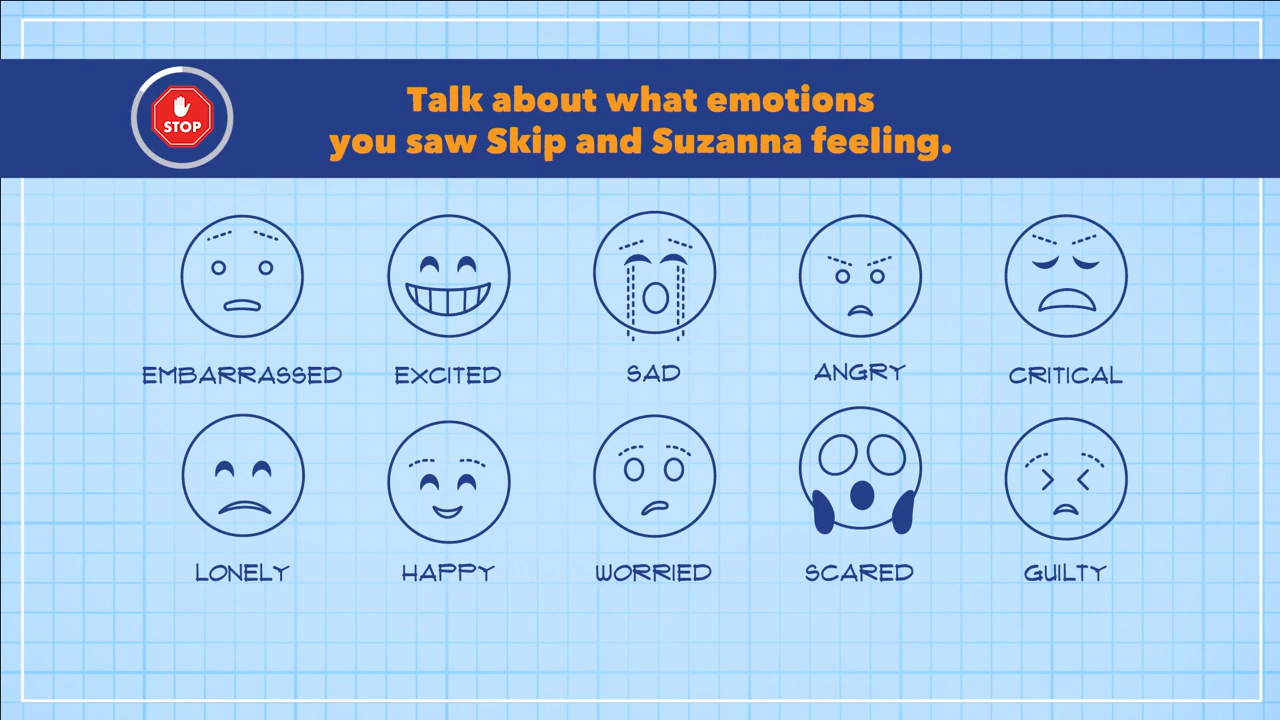 STOP
Talk about what emotions
you saw Skip and Suzanna feeling.
EMBARRASSED EXCITED SAD ANGRY CRITICAL
LONELY HAPPY WORRIED SCARED GUILTY